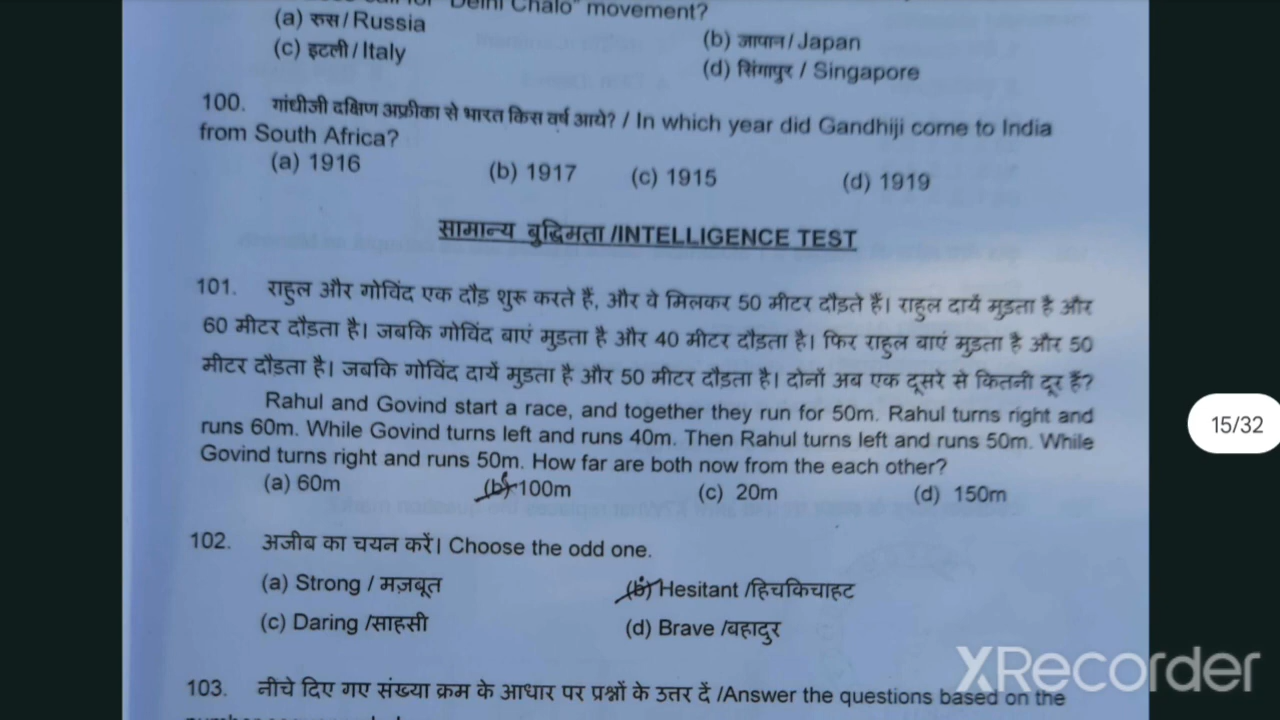 "Delhi Chalo" movement?
(a) रुस / Russia
(b) जापान / Japan
(c) इटली / Italy
(d) सिंगापुर / Singapore
100. गांधीजी दक्षिण अफ्रीका से भारत किस वर्ष आये? / In which year did Gandhiji come to India
from South Africa?
(a) 1916 (b) 1917 (c) 1915 (d) 1919
सामान्य बुद्धिमता /INTELLIGENCE TEST
101. राहुल और गोविंद एक दौड़ शुरू करते हैं, और वे मिलकर 50 मीटर दौड़ते हैं। राहुल दायें मुडता है और
60 मीटर दौड़ता है। जबकि गोविंद बाएं मुडता है और 40 मीटर दौड़ता है। फिर राहुल बाएं मुडता है और 50
मीटर दौड़ता है। जबकि गोविंद दायें मुडता है और 50 मीटर दौड़ता है। दोनों अब एक दूसरे से कितनी दूर हैं?
Rahul and Govind start a race, and together they run for 50m. Rahul turns right and
runs 60m. While Govind turns left and runs 40m. Then Rahul turns left and runs 50m. While
Govind turns right and runs 50m. How far are both now from the each other?
(a) 60m (b) 100m (c) 20m (d) 150m
15/32
102. अजीब का चयन करें। Choose the odd one.
(a) Strong / मज़बूत (b) Hesitant /हिचकिचाहट
(c) Daring /साहसी (d) Brave /बहादुर
103. नीचे दिए गए संख्या क्रम के आधार पर प्रश्नों के उत्तर दें /Answer the questions based on the
XRecorder